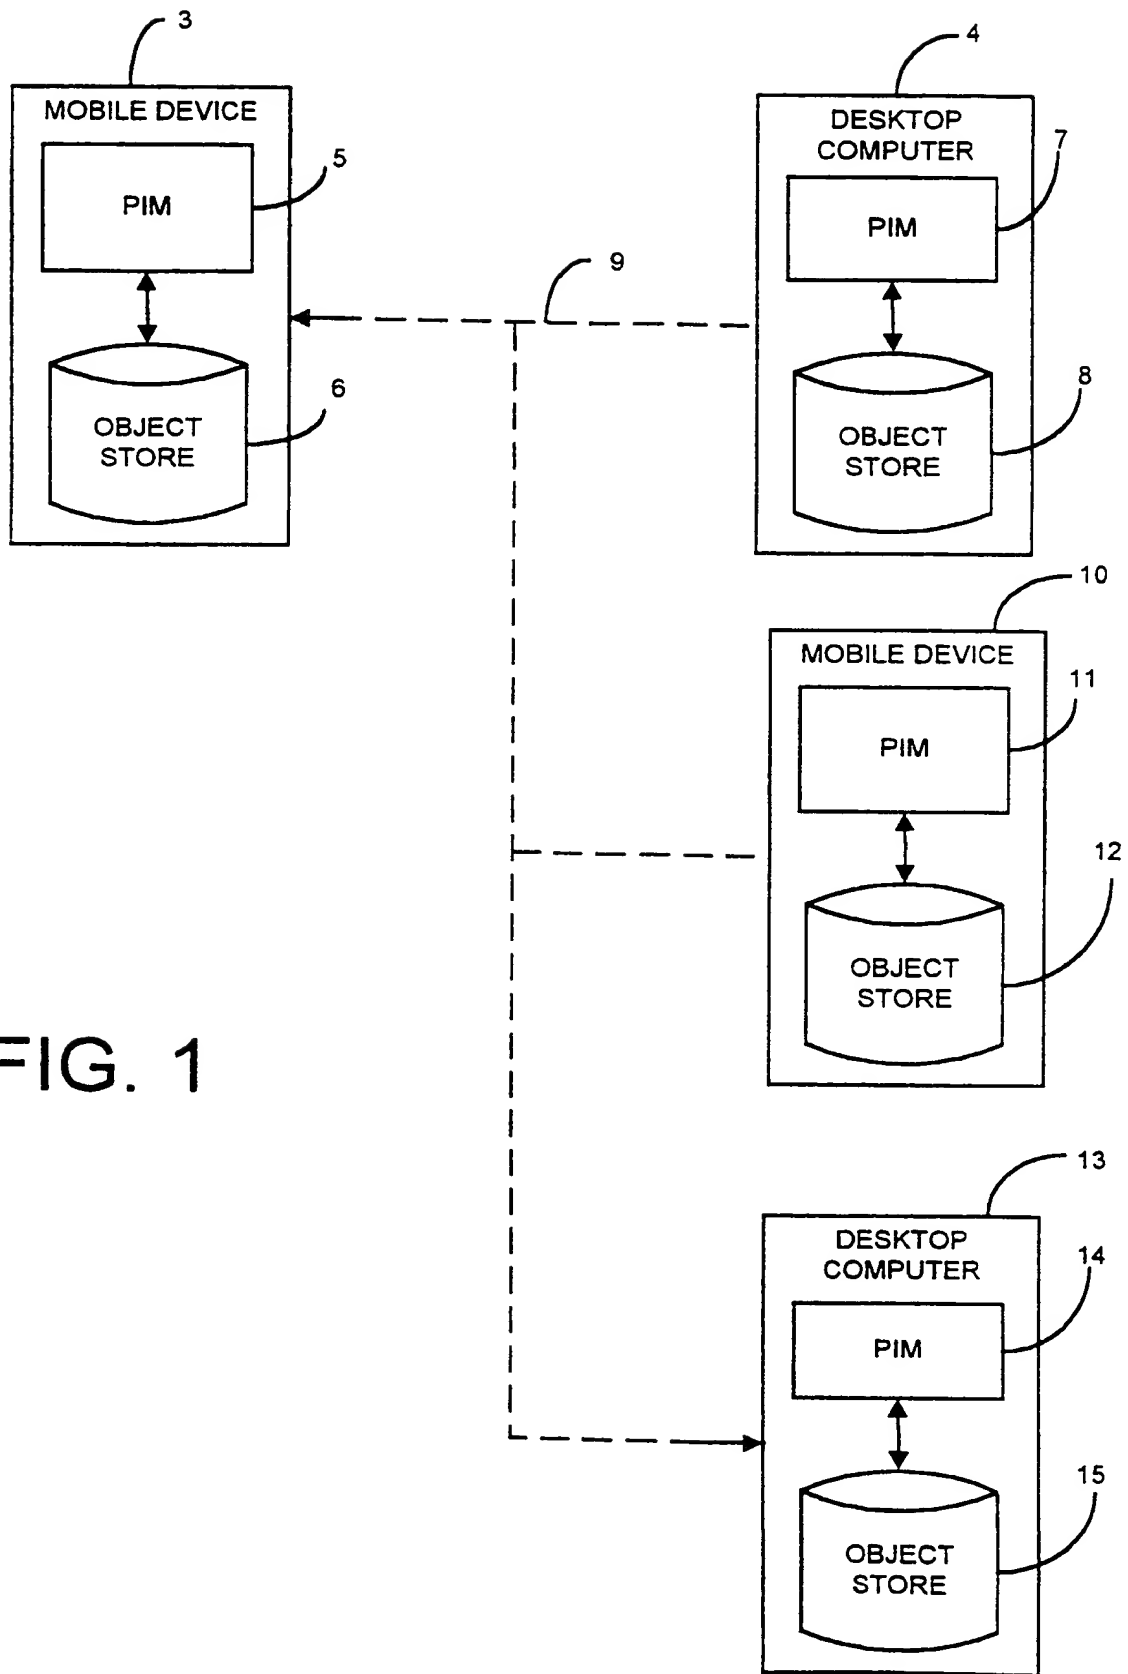 3
MOBILE DEVICE
PIM
5
OBJECT
STORE
6
9
4
DESKTOP
COMPUTER
PIM
7
OBJECT
STORE
8
10
MOBILE DEVICE
PIM
11
OBJECT
STORE
12
FIG. 1
13
DESKTOP
COMPUTER
PIM
14
OBJECT
STORE
15